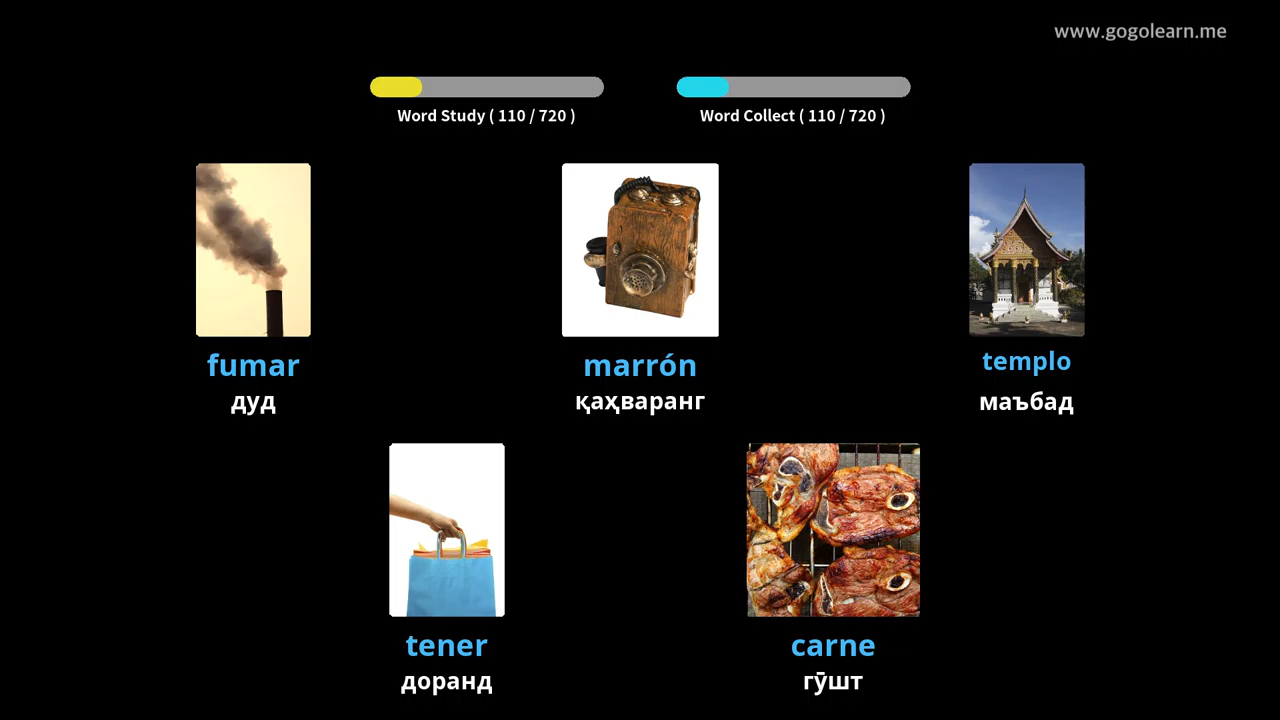 www.gogolearn.me
Word Study ( 110 / 720 )
Word Collect ( 110 / 720 )
fumar
дуд
marrón
қаҳваранг
templo
маъбад
tener
доранд
carne
гӯшт